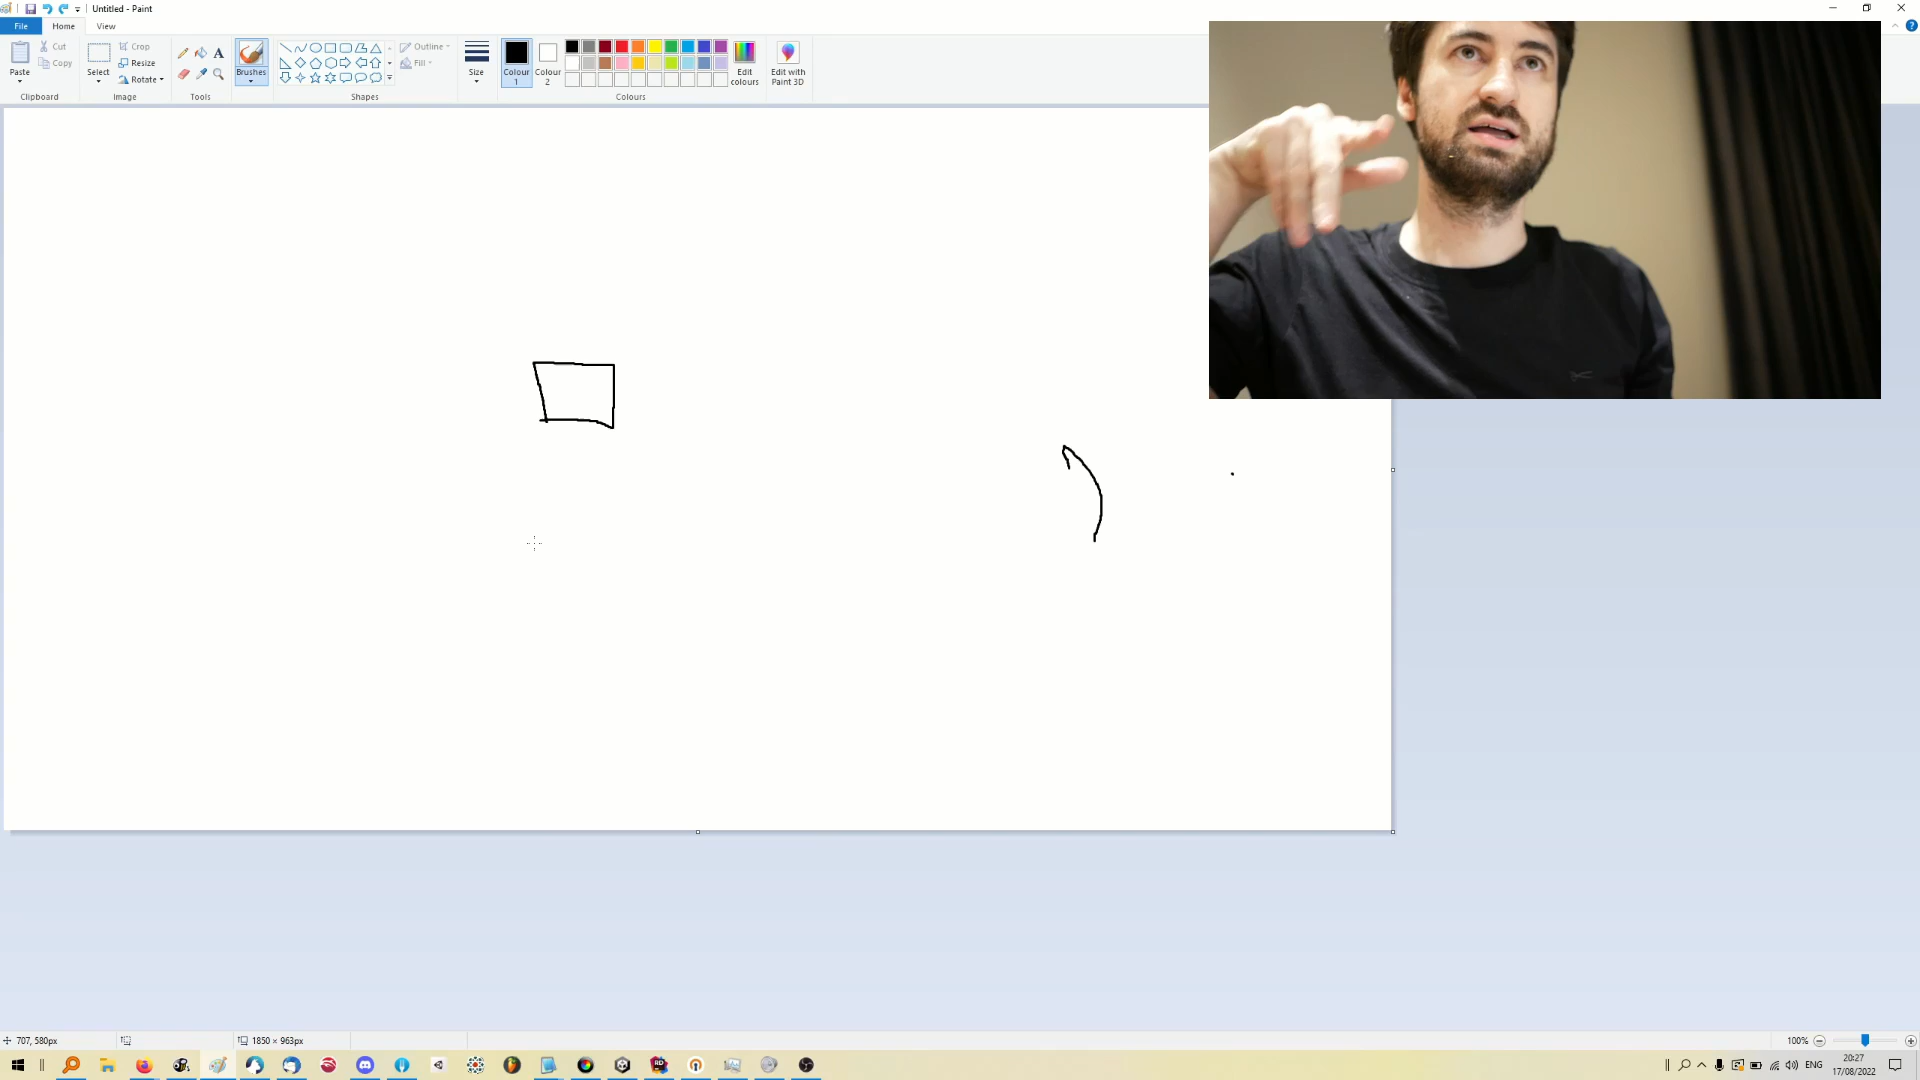 Untitled - Paint
File Home View
Paste
Cut
Copy
Clipboard
Select
Crop
Resize
Rotate
Image
A
Tools
Brushes
Outline
Fill
Shapes
Size
Colour 1
Colour 2
Edit colours
Edit with Paint 3D
Colours
707, 580px
1850 × 963px
100%
ENG
20:27
17/08/2022